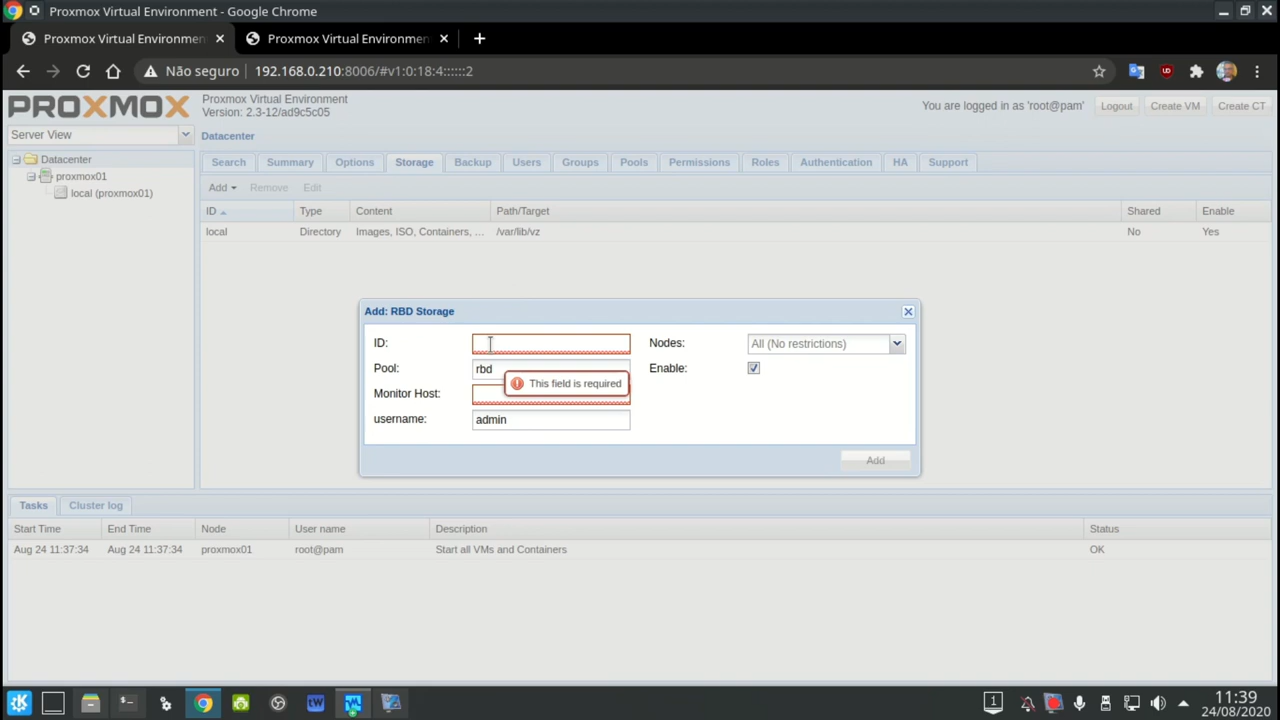 Proxmox Virtual Environment - Google Chrome
Proxmox Virtual Environmen
Proxmox Virtual Environme
Não seguro
192.168.0.210:8006/#v1:0:18:4::::::2
PROXMOX
Proxmox Virtual Environment
Version: 2.3-12/ad9c5c05
You are logged in as 'root@pam'
Logout
Create VM
Create CT
Server View
Datacenter
Datacenter
proxmox01
local (proxmox01)
Search
Summary
Options
Storage
Backup
Users
Groups
Pools
Permissions
Roles
Authentication
HA
Support
Add
Remove
Edit
ID
Type
Content
Path/Target
Shared
Enable
local
Directory
Images, ISO, Containers, ...
/var/lib/vz
No
Yes
Add: RBD Storage
ID:
Nodes:
All (No restrictions)
Pool:
rbd
Enable:
This field is required
Monitor Host:
username:
admin
Add
Tasks
Cluster log
Start Time
End Time
Node
User name
Description
Status
Aug 24 11:37:34
Aug 24 11:37:34
proxmox01
root@pam
Start all VMs and Containers
OK
1
11:39
24/08/2020